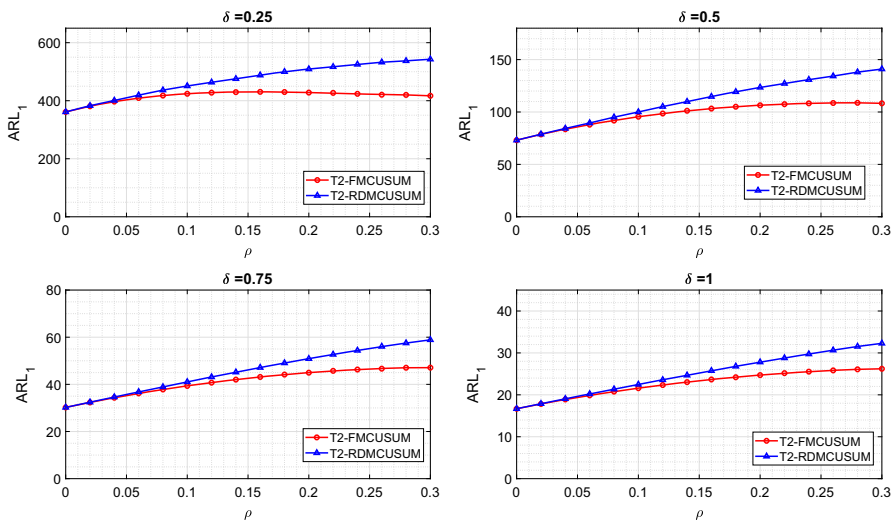 δ =0.25
600
400
200
0
ARL1
0 0.05 0.1 0.15 0.2 0.25 0.3
ρ
T2-FMCUSUM
T2-RDMCUSUM
δ =0.5
150
100
50
0
ARL1
0 0.05 0.1 0.15 0.2 0.25 0.3
ρ
T2-FMCUSUM
T2-RDMCUSUM
δ =0.75
80
60
40
20
0
ARL1
0 0.05 0.1 0.15 0.2 0.25 0.3
ρ
T2-FMCUSUM
T2-RDMCUSUM
δ =1
40
30
20
10
0
ARL1
0 0.05 0.1 0.15 0.2 0.25 0.3
ρ
T2-FMCUSUM
T2-RDMCUSUM